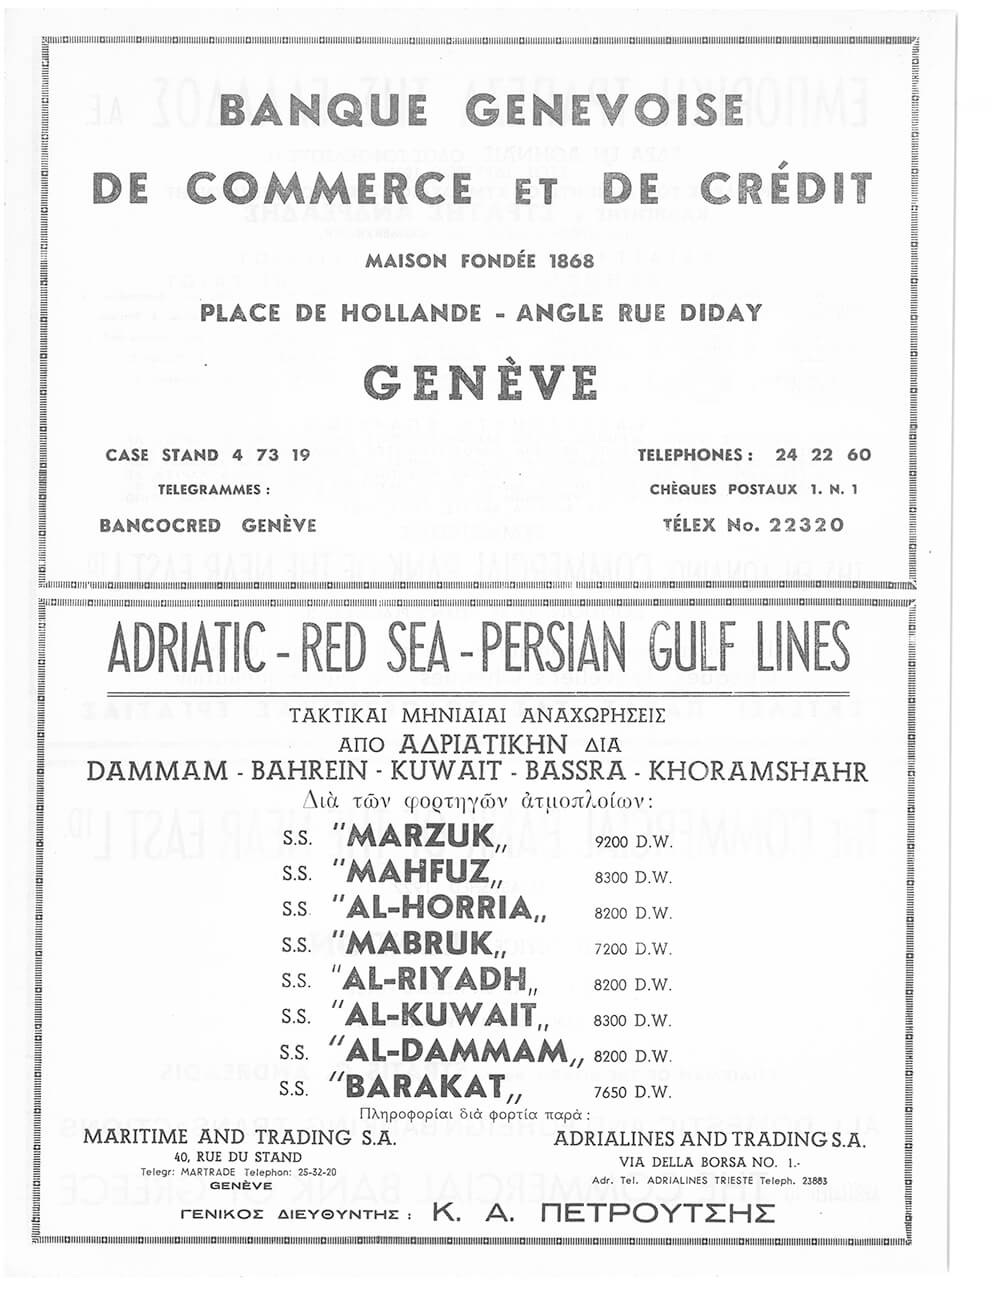 BANQUE GENEVOISE
DE COMMERCE ET DE CRÉDIT
MAISON FONDÉE 1868
PLACE DE HOLLANDE - ANGLE RUE DIDAY
GENÈVE
CASE STAND 4 73 19
TELEPHONES : 24 22 60
TELEGRAMMES :
CHÈQUES POSTAUX 1. N. 1
BANCOCRED GENÈVE
TÉLEX No. 22320
ADRIATIC - RED SEA - PERSIAN GULF LINES
ΤΑΚΤΙΚΑΙ ΜΗΝΙΑΙΑΙ ΑΝΑΧΩΡΗΣΕΙΣ
ΑΠΟ ΑΔΡΙΑΤΙΚΗΝ ΔΙΑ
DAMMAM - BAHREIN - KUWAIT - BASSRA - KHORAMSHAHR
Διὰ τῶν φορτηγῶν ἀτμοπλοίων :
S.S. "MARZUK„ 9200 D.W.
S.S. "MAHFUZ„ 8300 D.W.
S.S "AL-HORRIA„ 8200 D.W.
S.S. "MABRUK„ 7200 D.W.
S.S. "AL-RIYADH„ 8200 D.W.
S.S. "AL-KUWAIT„ 8300 D.W.
S.S. "AL-DAMMAM„ 8200 D.W.
S.S. "BARAKAT„ 7650 D.W.
Πληροφορίαι διὰ φορτία παρὰ :
MARITIME AND TRADING S.A.
ADRIALINES AND TRADING S.A.
40, RUE DU STAND
VIA DELLA BORSA NO. 1.-
Telegr: MARTRADE Telephon: 25-32-20
Adr. Tel. ADRIALINES TRIESTE Teleph. 23883
GENÈVE
ΓΕΝΙΚΟΣ ΔΙΕΥΘΥΝΤΗΣ : Κ. Α. ΠΕΤΡΟΥΤΣΗΣ